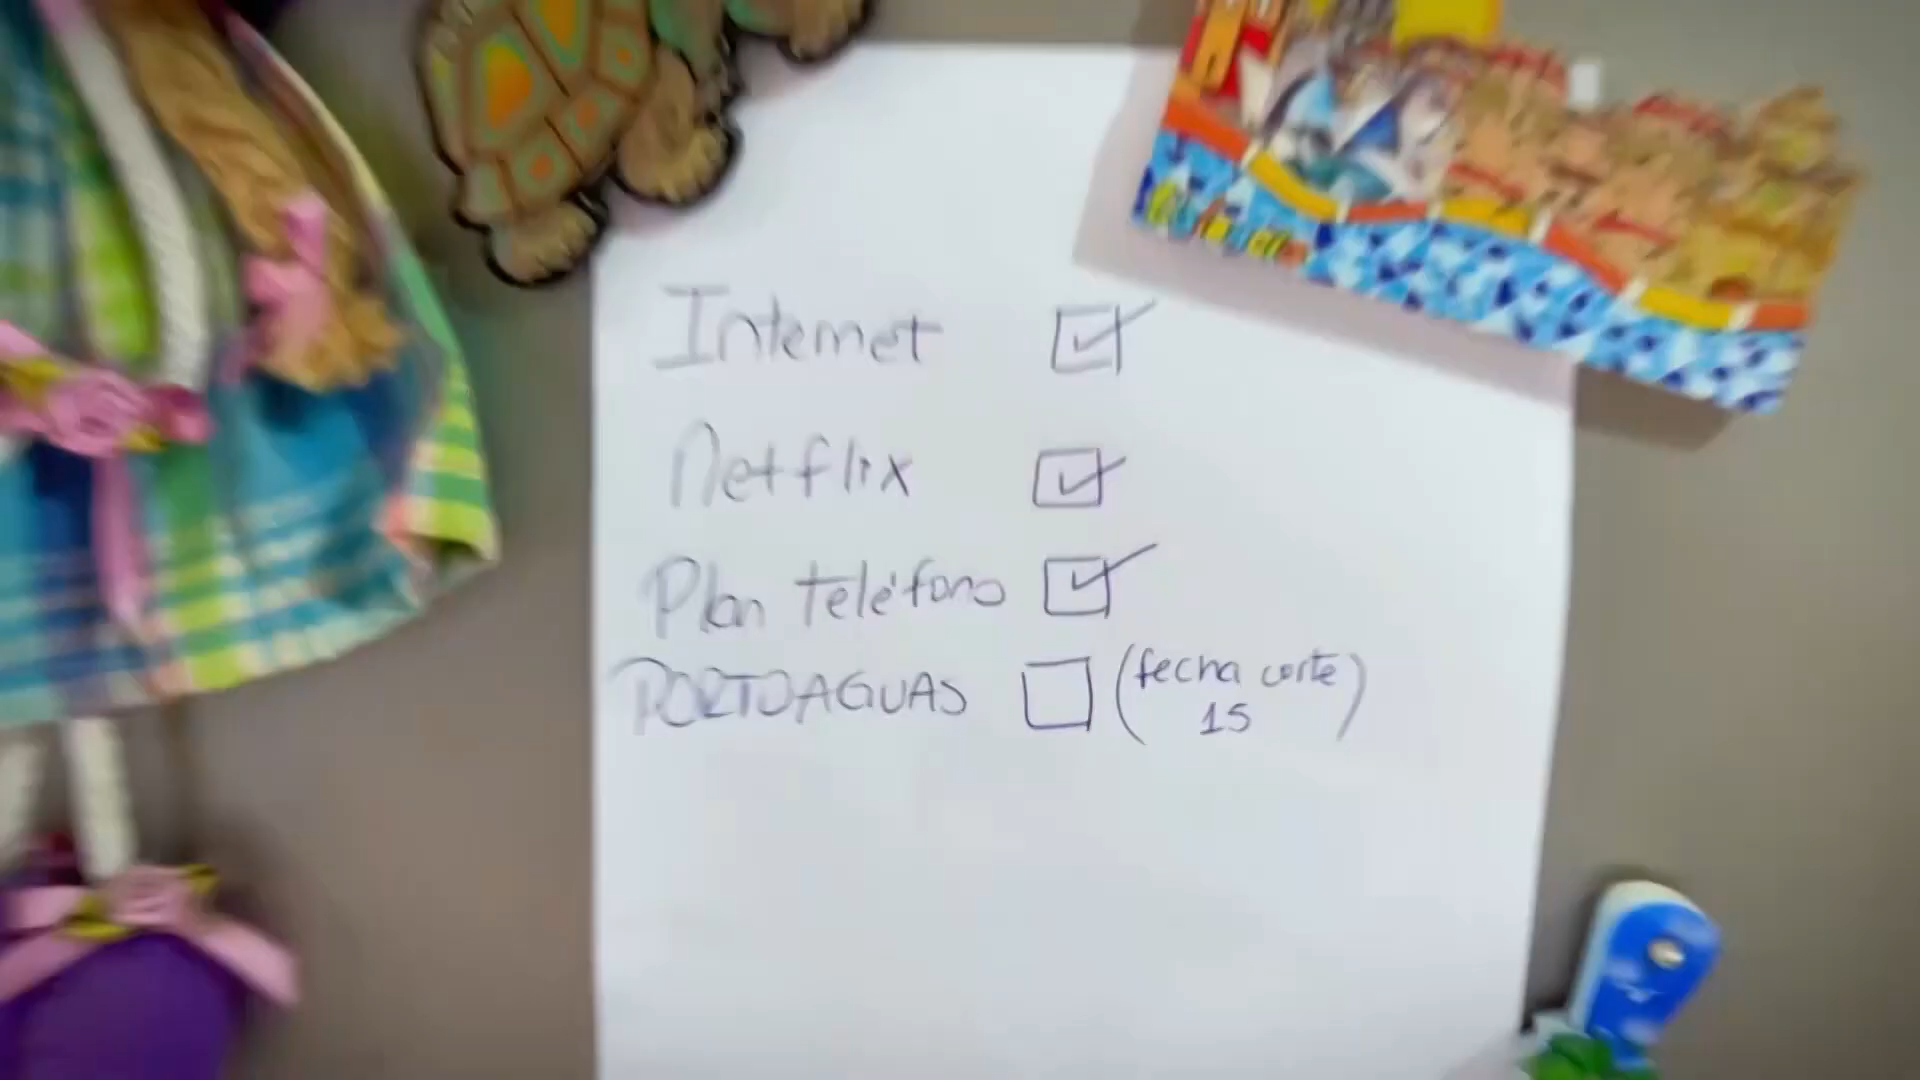 Internet ☑
Netflix ☑
Plan teléfono ☑
PORTOAGUAS ☐ (fecha corte
15)